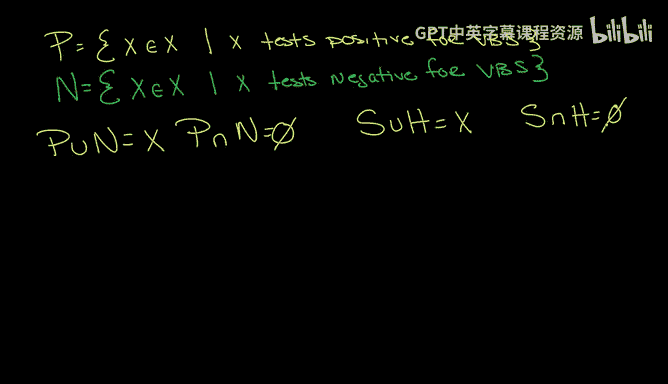 GPT中英字幕课程资源 bilibili
P = { x ∈ X | x tests positive for VBS }
N = { x ∈ X | x tests negative for VBS }
P ∪ N = X P ∩ N = ∅ S ∪ H = X S ∩ H = ∅